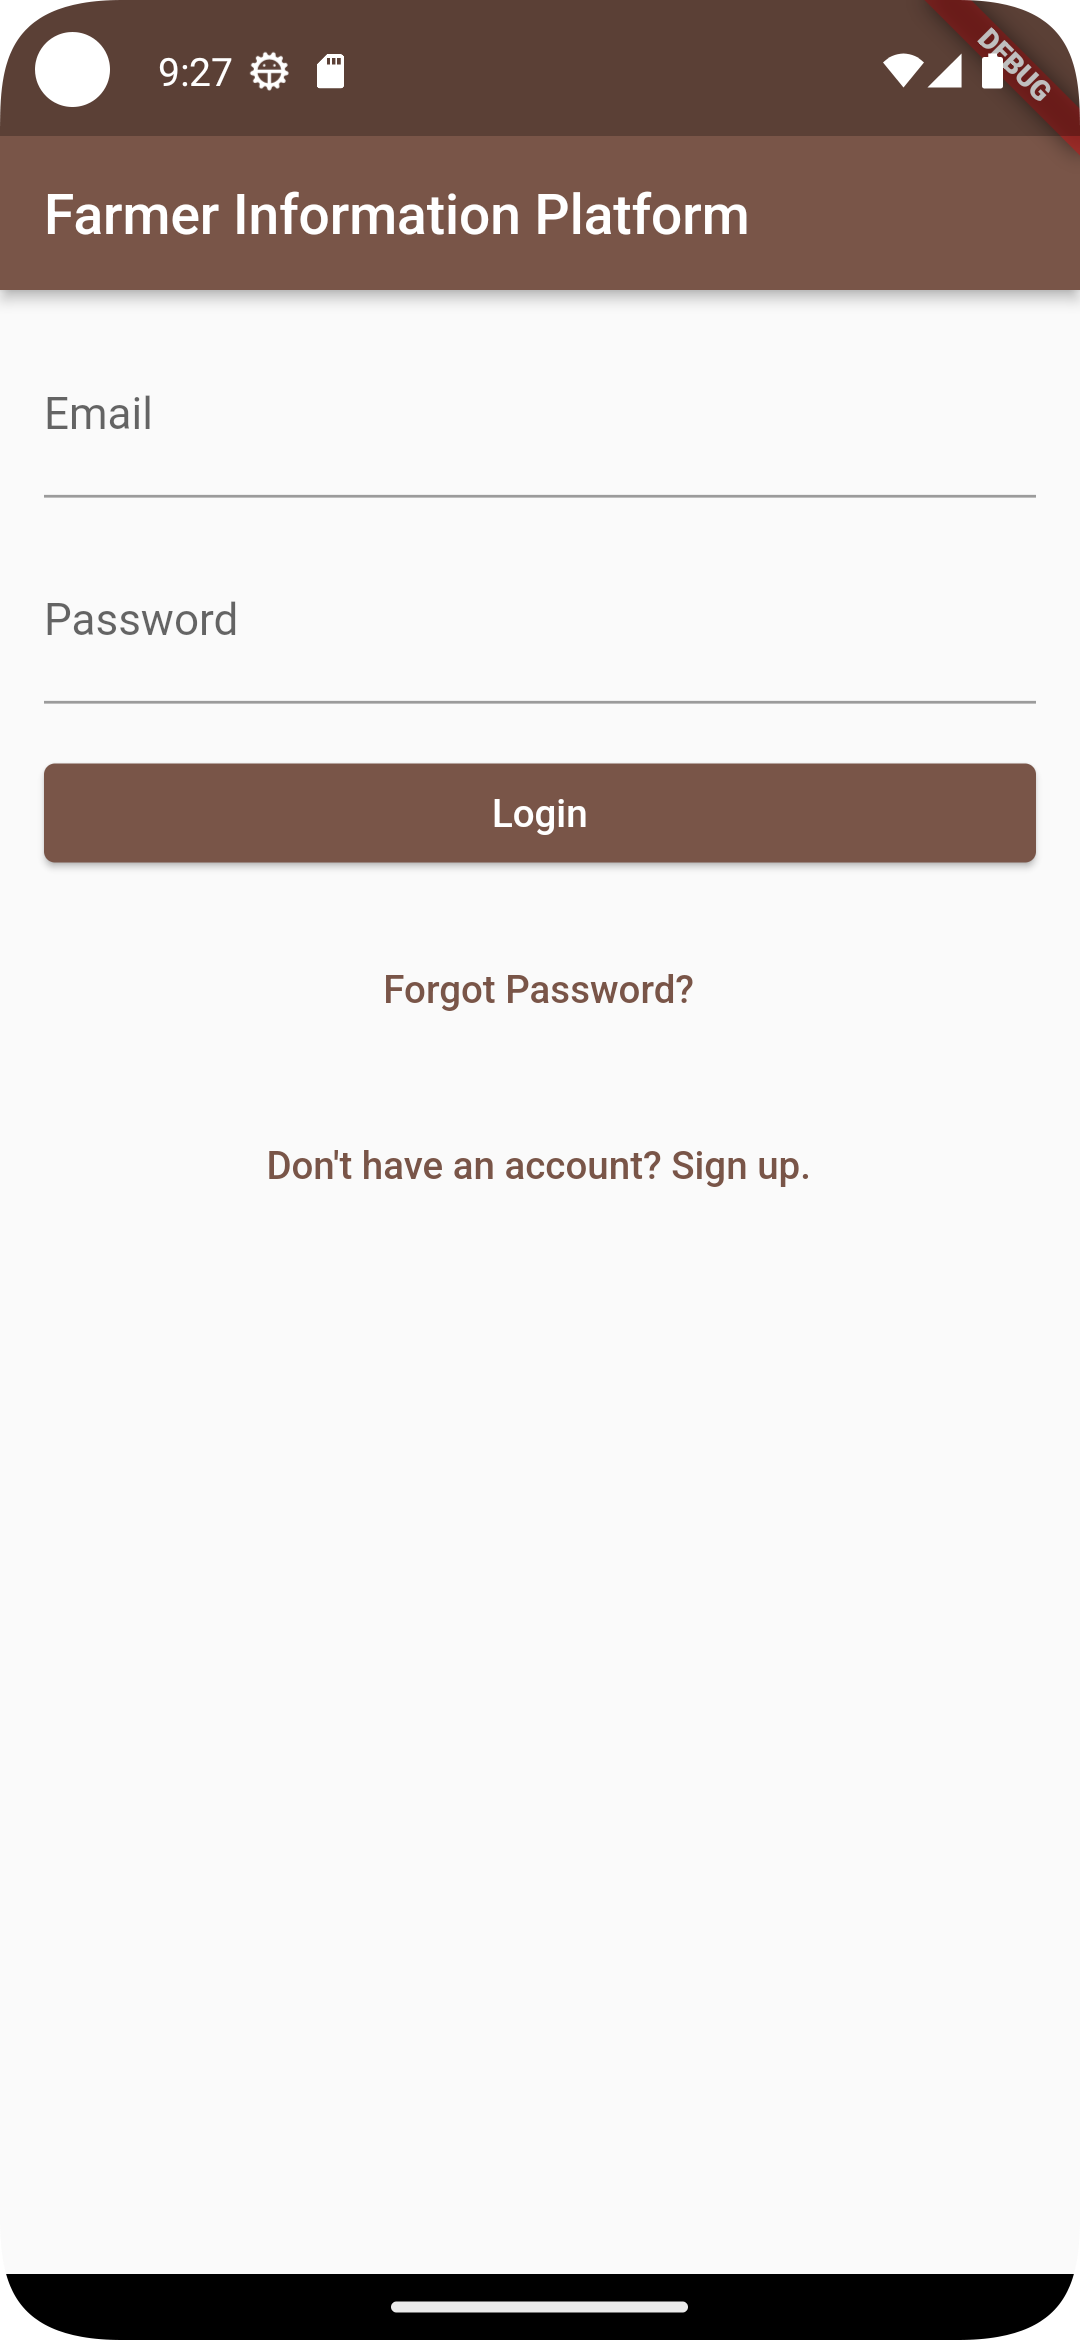 9:27
DEBUG
Farmer Information Platform
Email
Password
Login
Forgot Password?
Don't have an account? Sign up.